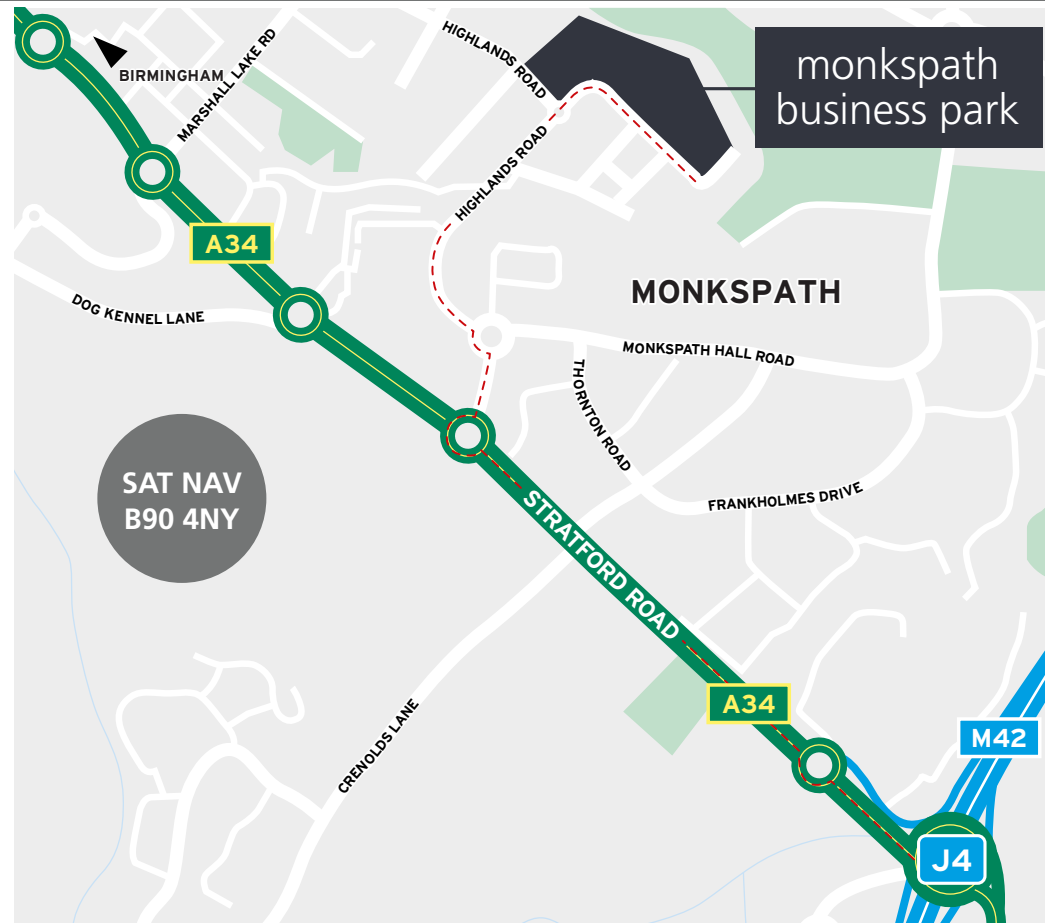 HIGHLANDS ROAD
BIRMINGHAM
MARSHALL LAKE RD
monkspath
business park
HIGHLANDS ROAD
A34
DOG KENNEL LANE
MONKSPATH
MONKSPATH HALL ROAD
THORNTON ROAD
SAT NAV
B90 4NY
FRANKHOLMES DRIVE
STRATFORD ROAD
A34
CRENOLDS LANE
M42
J4